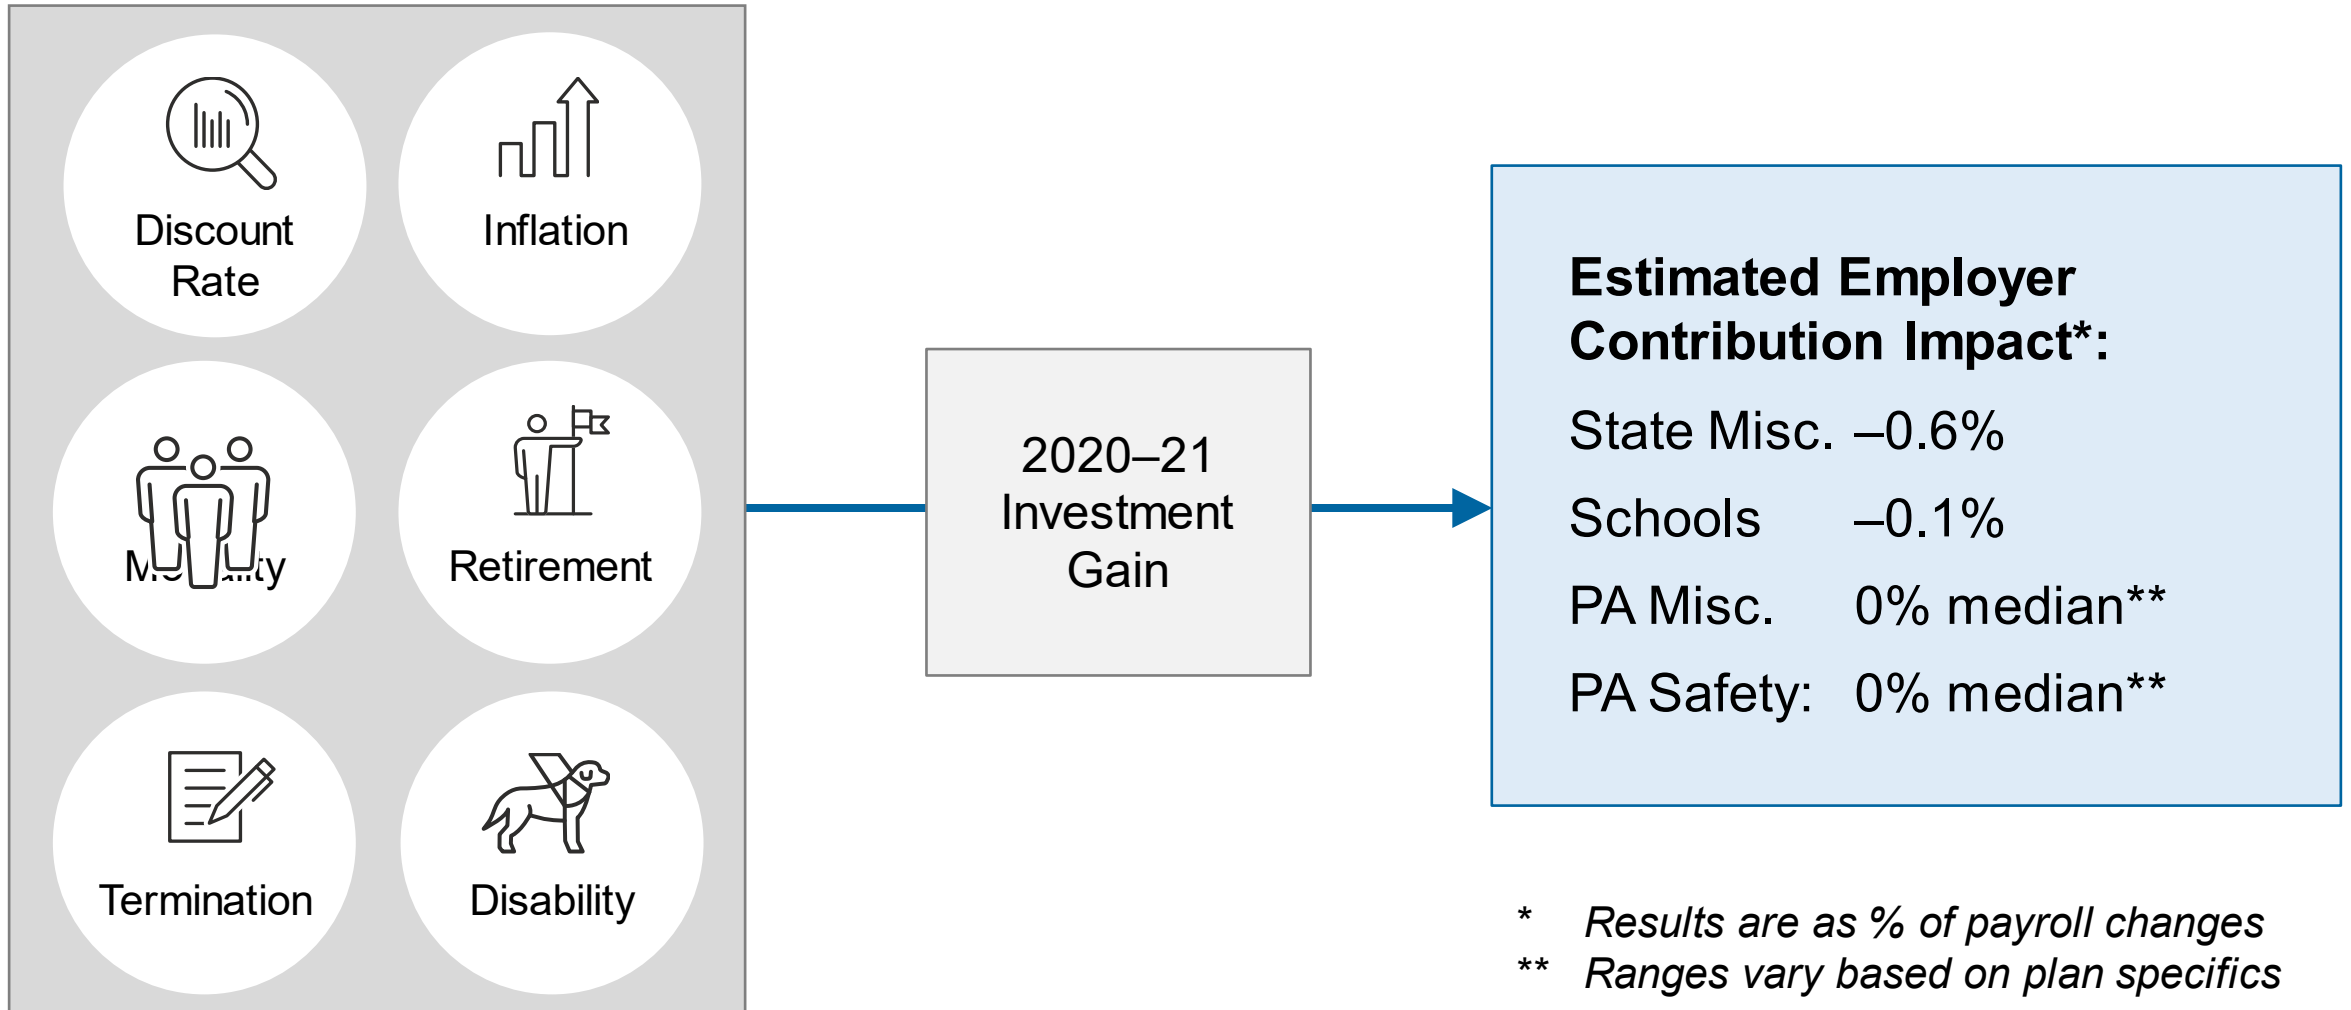 Discount
Rate
Inflation
Retirement
Termination
Disability
2020–21
Investment
Gain
Estimated Employer
Contribution Impact*:
State Misc. –0.6%
Schools –0.1%
PA Misc. 0% median**
PA Safety: 0% median**
* Results are as % of payroll changes
** Ranges vary based on plan specifics